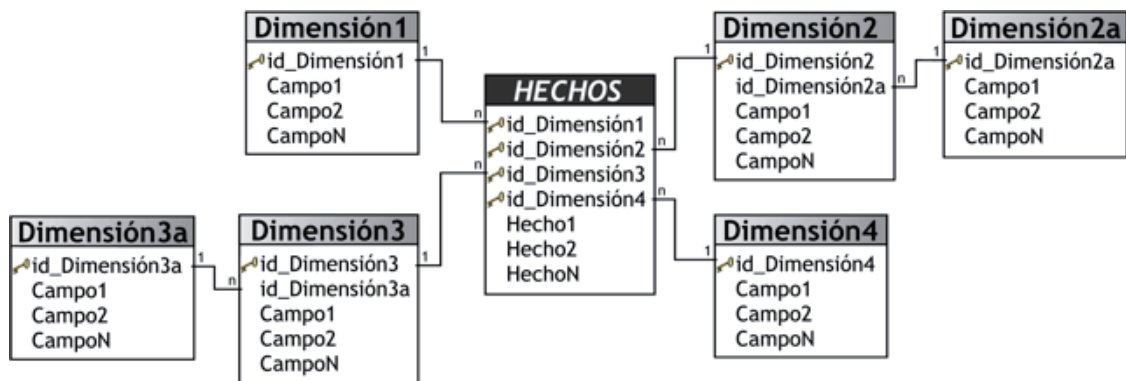 Dimensión1
id_Dimensión1
Campo1
Campo2
CampoN
1
n
HECHOS
id_Dimensión1
id_Dimensión2
id_Dimensión3
id_Dimensión4
Hecho1
Hecho2
HechoN
n
n
n
Dimensión2
id_Dimensión2
id_Dimensión2a
Campo1
Campo2
CampoN
1
n
Dimensión2a
id_Dimensión2a
Campo1
Campo2
CampoN
1
Dimensión3a
id_Dimensión3a
Campo1
Campo2
CampoN
1
n
Dimensión3
id_Dimensión3
id_Dimensión3a
Campo1
Campo2
CampoN
1
Dimensión4
id_Dimensión4
Campo1
Campo2
CampoN
1